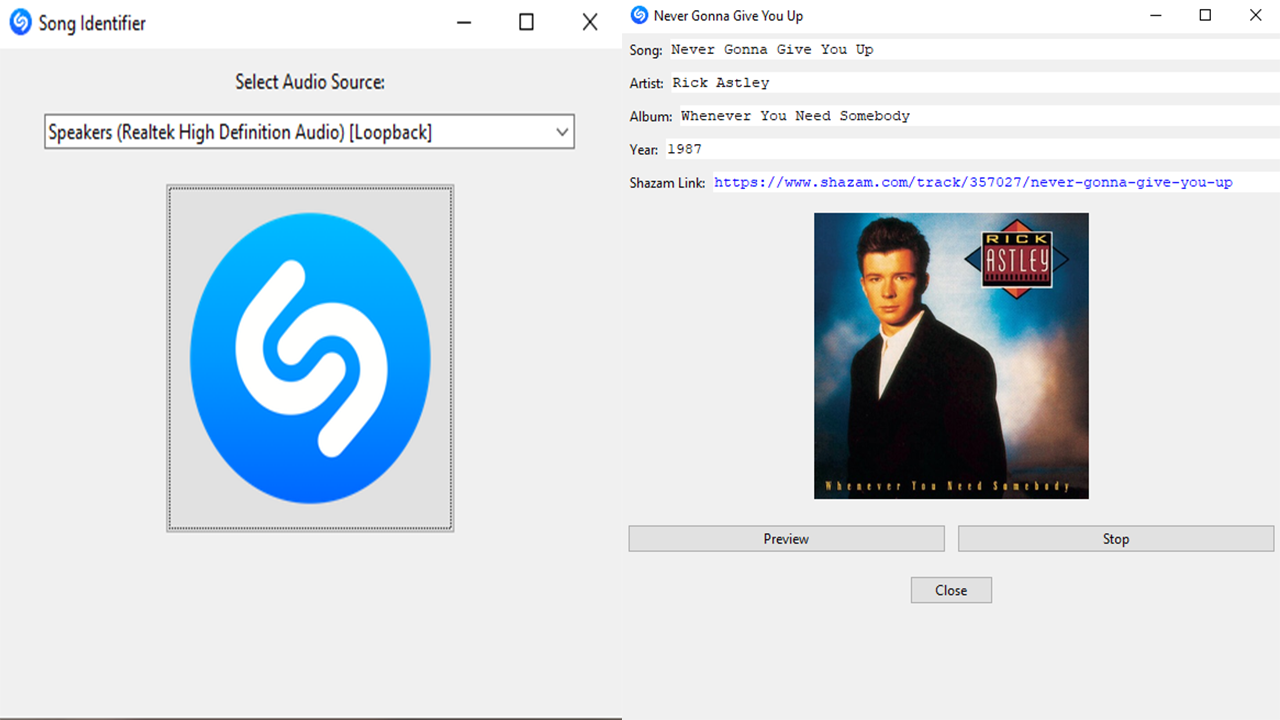 Song Identifier
Select Audio Source:
Speakers (Realtek High Definition Audio) [Loopback]
Never Gonna Give You Up
Song: Never Gonna Give You Up
Artist: Rick Astley
Album: Whenever You Need Somebody
Year: 1987
Shazam Link: https://www.shazam.com/track/357027/never-gonna-give-you-up
RICK
ASTLEY
Whenever You Need Somebody
Preview
Stop
Close